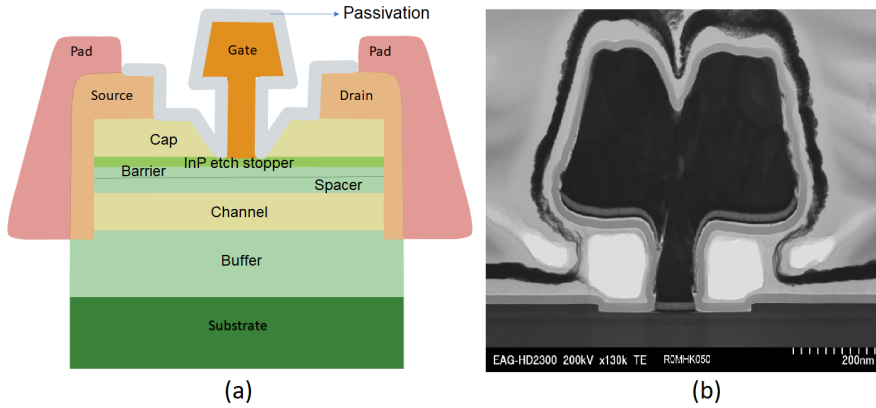 Passivation
Pad
Gate
Pad
Source
Drain
Cap
InP etch stopper
Barrier
Spacer
Channel
Buffer
Substrate
EAG-HD2300 200kV x130k TE
200nm
(a)
(b)